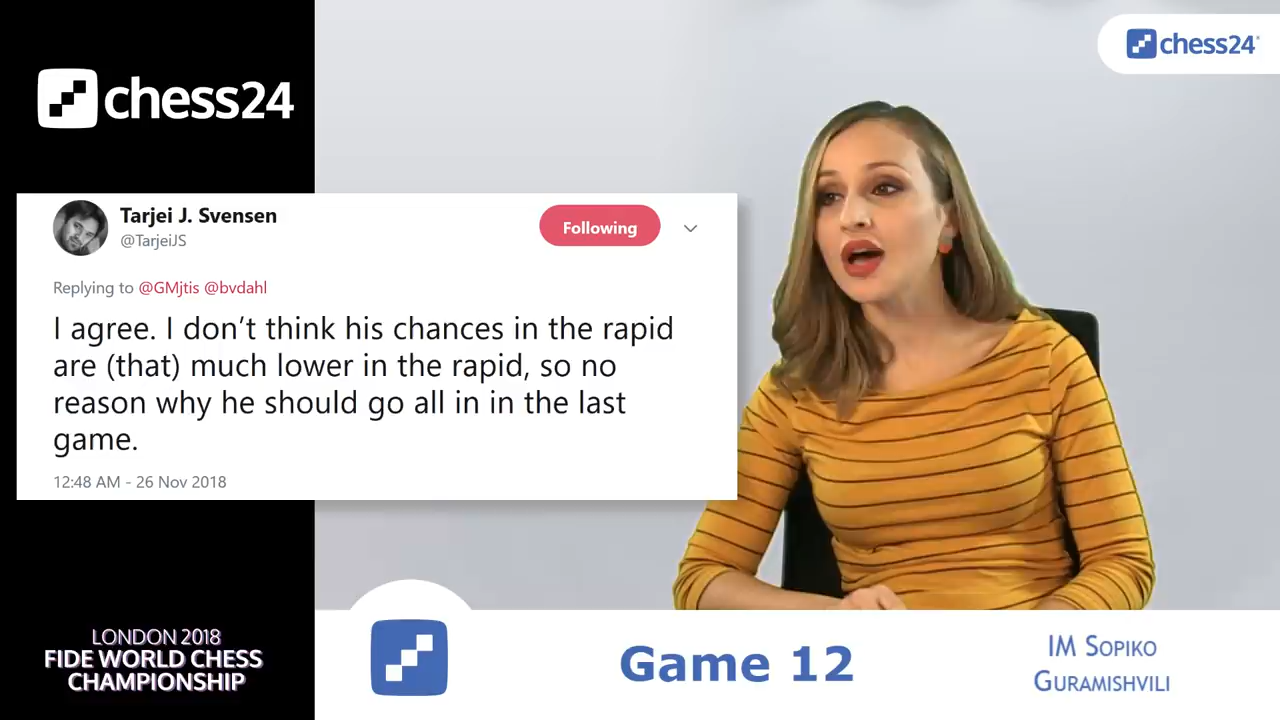 chess24
chess24
Tarjei J. Svensen
@TarjeiJS
Following
Replying to @GMjtis @bvdahl
I agree. I don’t think his chances in the rapid
are (that) much lower in the rapid, so no
reason why he should go all in in the last
game.
12:48 AM - 26 Nov 2018
LONDON 2018
FIDE WORLD CHESS
CHAMPIONSHIP
Game 12
IM Sopiko
Guramishvili